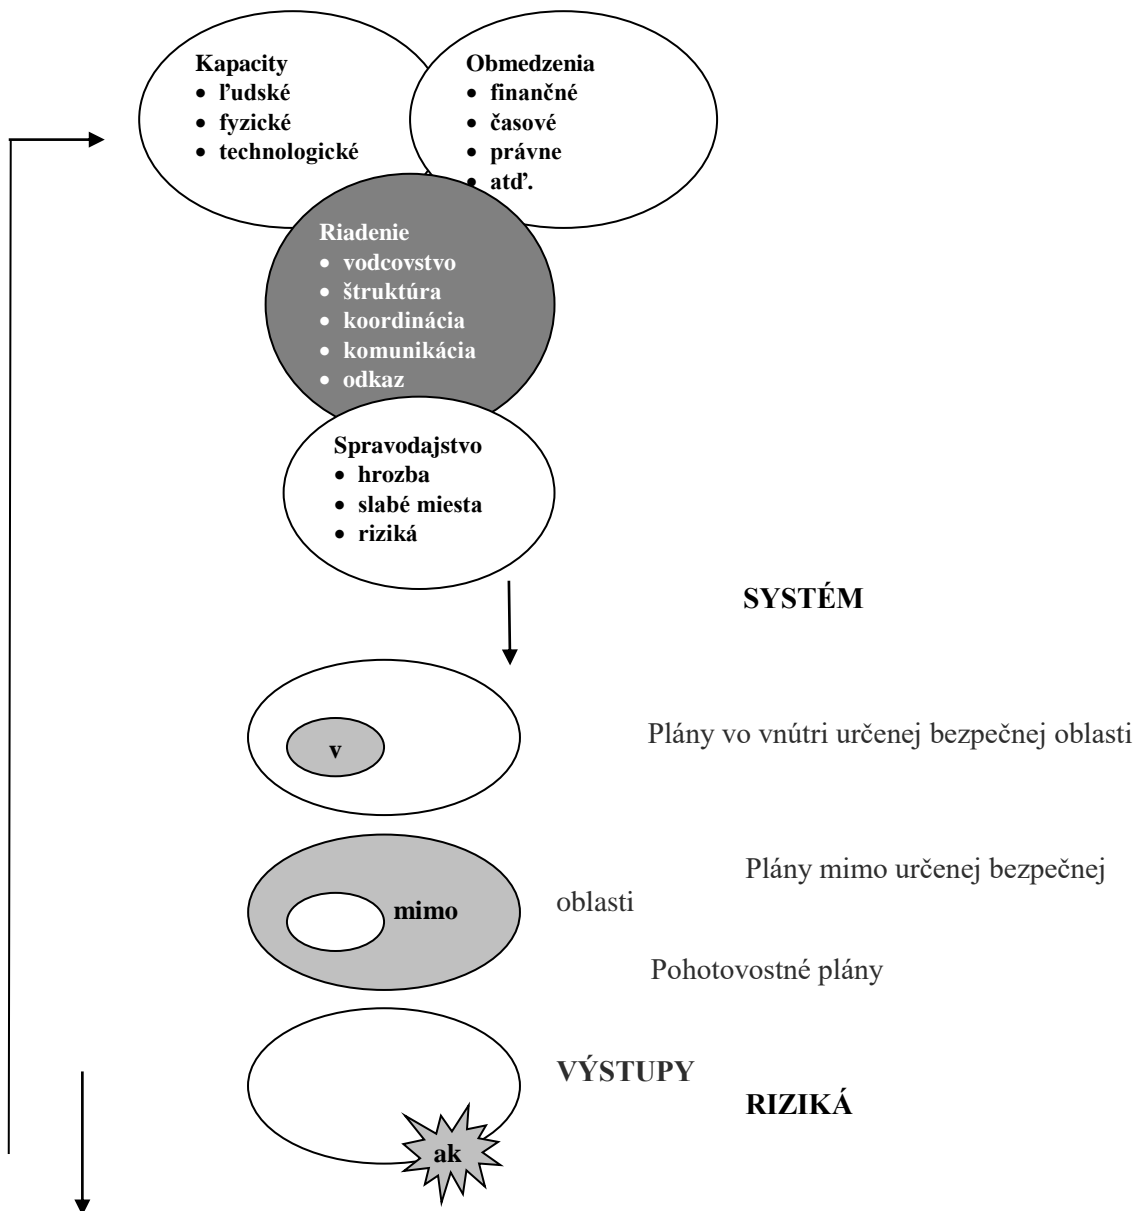 Kapacity
• ľudské
• fyzické
• technologické
Obmedzenia
• finančné
• časové
• právne
• atď.
Riadenie
• vodcovstvo
• štruktúra
• koordinácia
• komunikácia
• odkaz
Spravodajstvo
• hrozba
• slabé miesta
• riziká
SYSTÉM
v
Plány vo vnútri určenej bezpečnej oblasti
mimo
Plány mimo určenej bezpečnej
oblasti
Pohotovostné plány
VÝSTUPY
RIZIKÁ
ak